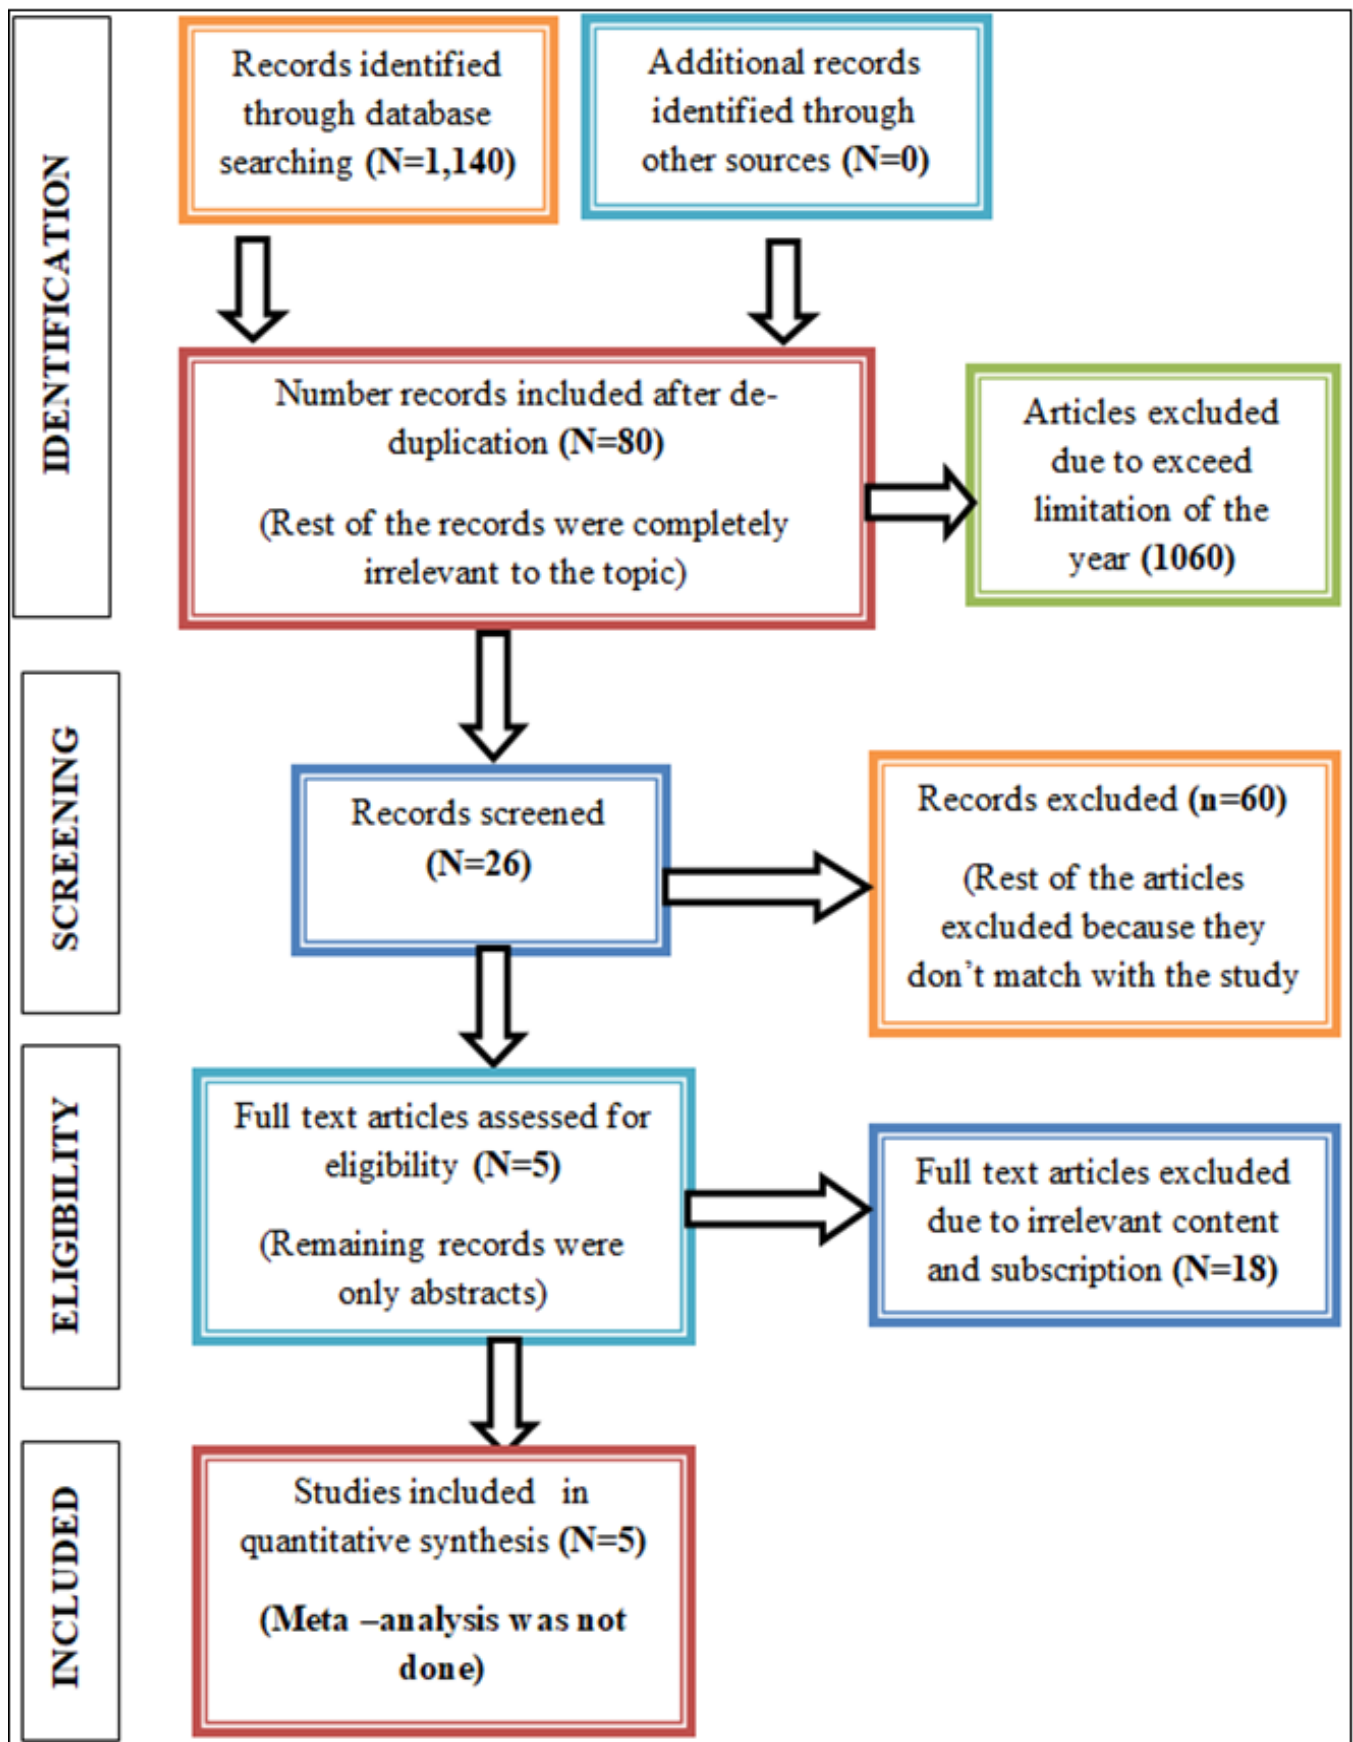 IDENTIFICATION
Records identified
through database
searching (N=1,140)
Additional records
identified through
other sources (N=0)
Number records included after de-
duplication (N=80)
(Rest of the records were completely
irrelevant to the topic)
Articles excluded
due to exceed
limitation of the
year (1060)
SCREENING
Records screened
(N=26)
Records excluded (n=60)
(Rest of the articles
excluded because they
don’t match with the study
ELIGIBILITY
Full text articles assessed for
eligibility (N=5)
(Remaining records were
only abstracts)
Full text articles excluded
due to irrelevant content
and subscription (N=18)
INCLUDED
Studies included in
quantitative synthesis (N=5)
(Meta –analysis was not
done)